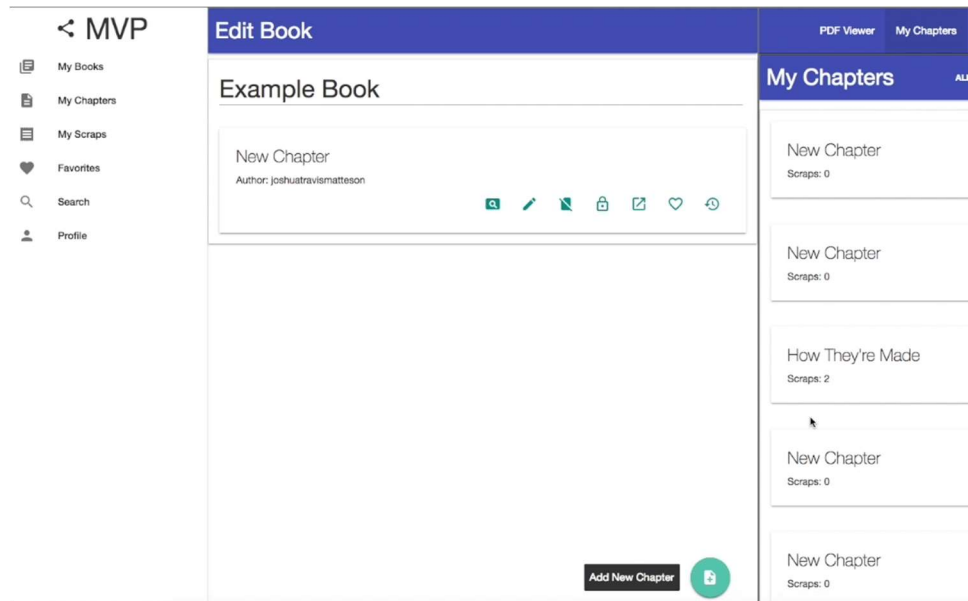 MVP
My Books
My Chapters
My Scraps
Favorites
Search
Profile
Edit Book
Example Book
New Chapter
Author: joshuatravismatteson
Add New Chapter
PDF Viewer
My Chapters
My Chapters
New Chapter
Scraps: 0
New Chapter
Scraps: 0
How They're Made
Scraps: 2
New Chapter
Scraps: 0
New Chapter
Scraps: 0